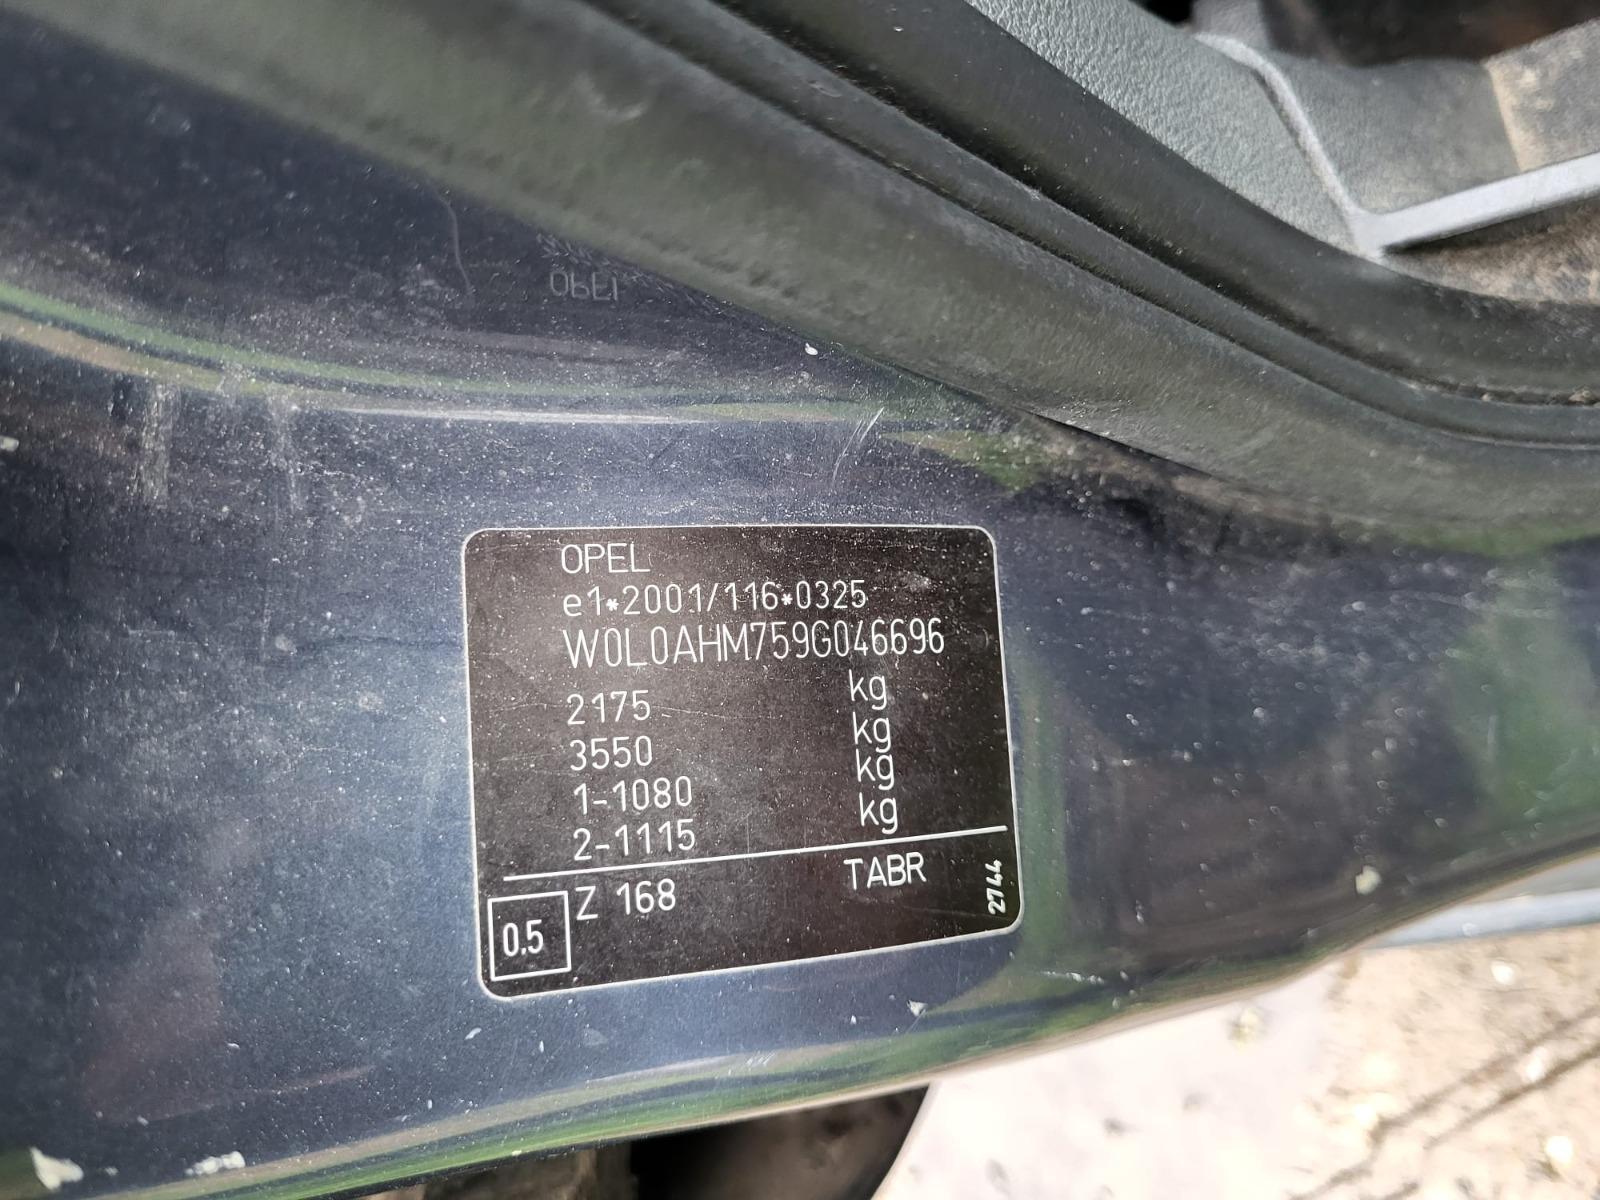 OPEL
e1*2001/116*0325
W0L0AHM759G046696
2175 kg
3550 kg
1-1080 kg
2-1115 kg
Z 168 TABR
0.5
2744